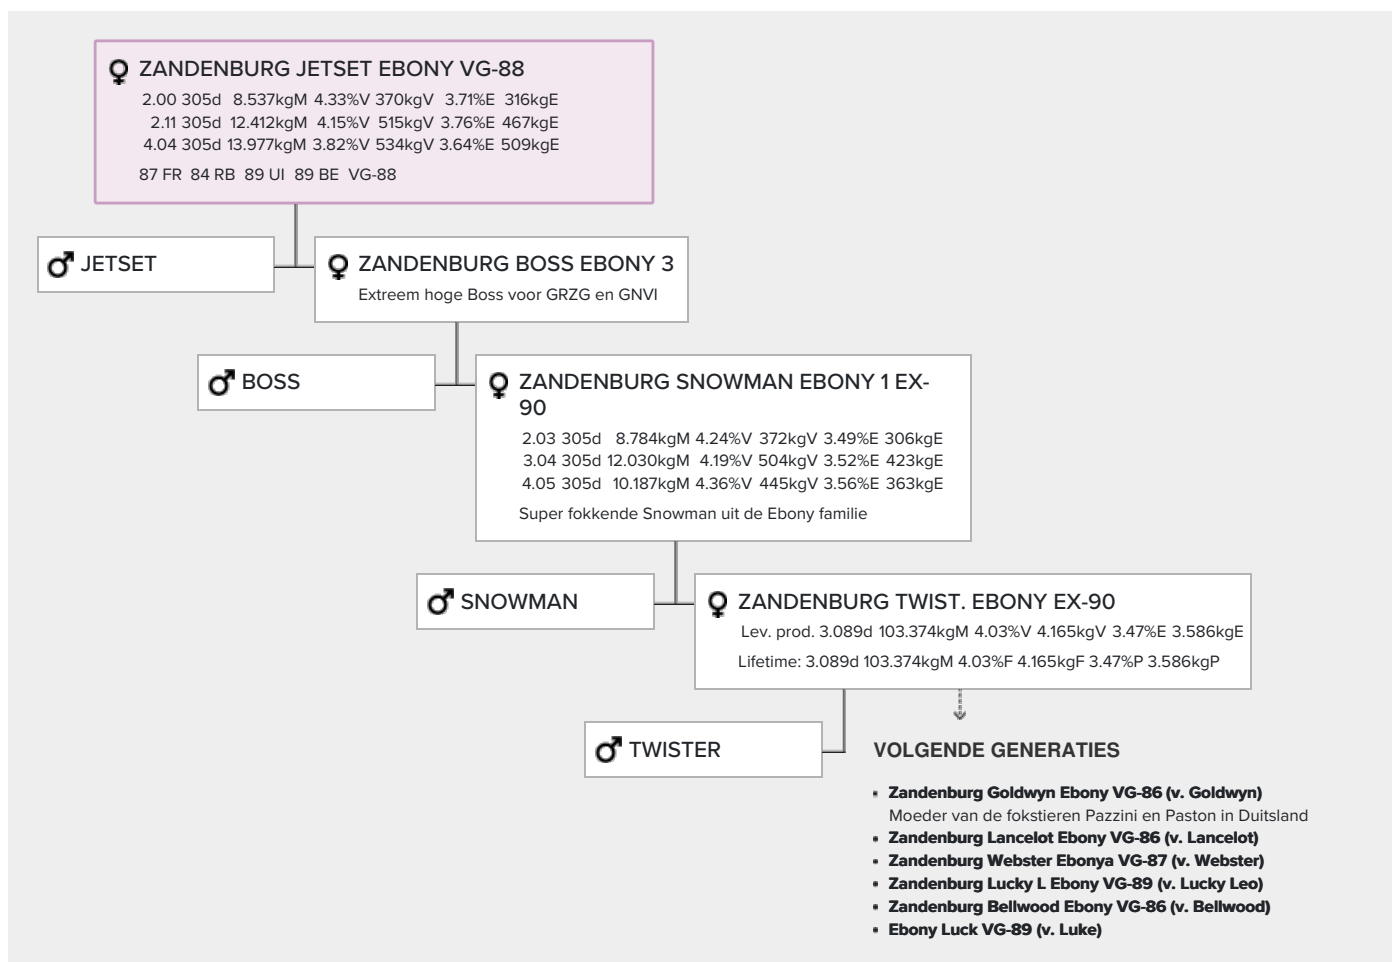 ZANDENBURG JETSET EBONY VG-88
2.00 305d 8.537kgM 4.33%V 370kgV 3.71%E 316kgE
2.11 305d 12.412kgM 4.15%V 515kgV 3.76%E 467kgE
4.04 305d 13.977kgM 3.82%V 534kgV 3.64%E 509kgE
87 FR 84 RB 89 UI 89 BE VG-88
JETSET
ZANDENBURG BOSS EBONY 3
Extreem hoge Boss voor GRZG en GNVI
BOSS
ZANDENBURG SNOWMAN EBONY 1 EX-
90
2.03 305d 8.784kgM 4.24%V 372kgV 3.49%E 306kgE
3.04 305d 12.030kgM 4.19%V 504kgV 3.52%E 423kgE
4.05 305d 10.187kgM 4.36%V 445kgV 3.56%E 363kgE
Super fokkende Snowman uit de Ebony familie
SNOWMAN
ZANDENBURG TWIST. EBONY EX-90
Lev. prod. 3.089d 103.374kgM 4.03%V 4.165kgV 3.47%E 3.586kgE
Lifetime: 3.089d 103.374kgM 4.03%F 4.165kgF 3.47%P 3.586kgP
TWISTER
VOLGENDE GENERATIES
Zandenburg Goldwyn Ebony VG-86 (v. Goldwyn)
Moeder van de fokstieren Pazzini en Paston in Duitsland
Zandenburg Lancelot Ebony VG-86 (v. Lancelot)
Zandenburg Webster Ebonya VG-87 (v. Webster)
Zandenburg Lucky L Ebony VG-89 (v. Lucky Leo)
Zandenburg Bellwood Ebony VG-86 (v. Bellwood)
Ebony Luck VG-89 (v. Luke)